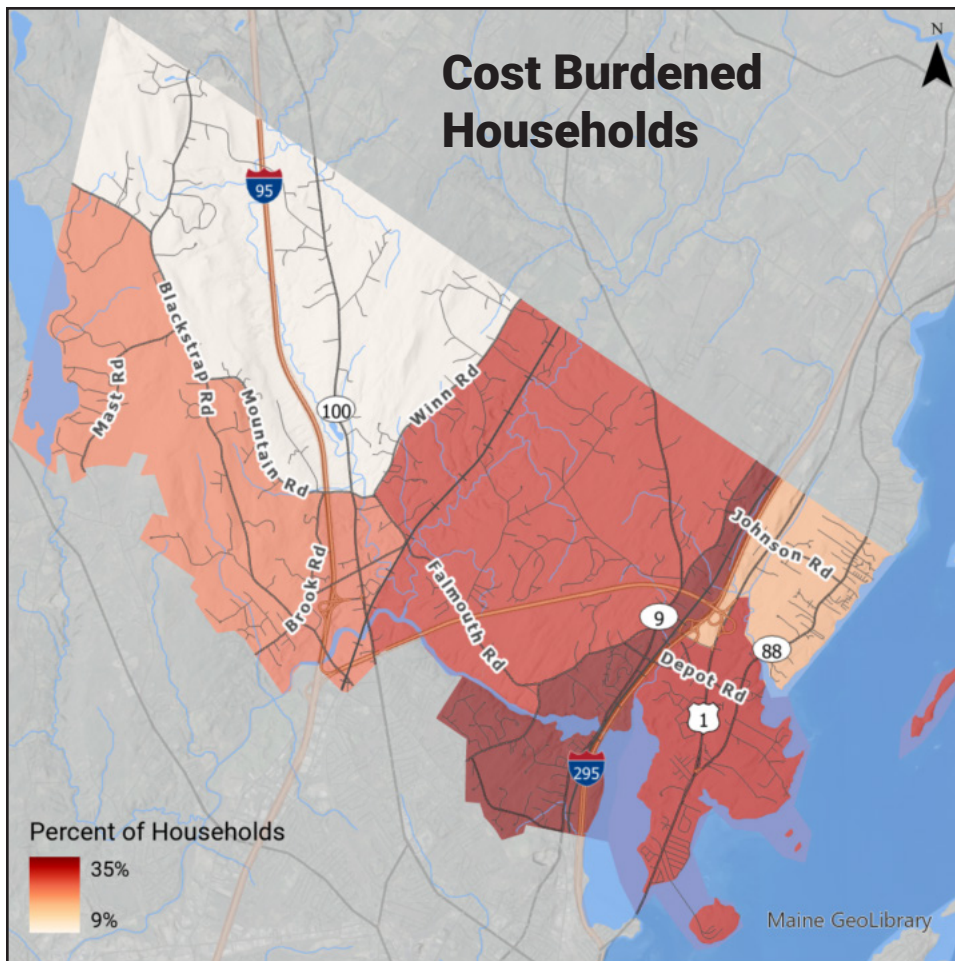 N
Cost Burdened
Households
95
Blackstrap Rd
Mast Rd
Mountain Rd
100
Winn Rd
Johnson Rd
Brook Rd
Falmouth Rd
9
88
Depot Rd
1
295
Percent of Households
35%
9%
Maine GeoLibrary